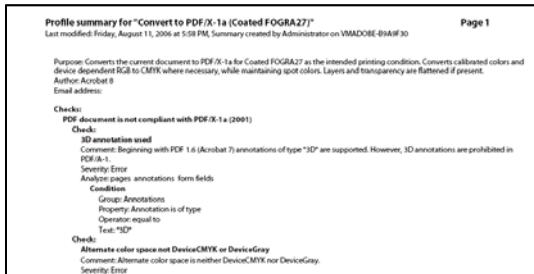 Profile summary for "Convert to PDF/X-1a (Coated FOGRA27)"
Page 1
Last modified: Friday, August 11, 2006 at 5:58 PM, Summary created by Administrator on VMADOBE-B9A9F30
Purpose: Converts the current document to PDF/X-1a for Coated FOGRA27 as the intended printing condition. Converts calibrated colors and
device dependent RGB to CMYK where necessary, while maintaining spot colors. Layers and transparency are flattened if present.
Author: Acrobat 8
Email address:
Checks:
PDF document is not compliant with PDF/X-1a (2001)
Check:
3D annotation used
Comment: Beginning with PDF 1.6 (Acrobat 7) annotations of type "3D" are supported. However, 3D annotations are prohibited in
PDF/A-1.
Severity: Error
Analyze: pages annotations form fields
Condition
Group: Annotations
Property: Annotation is of type
Operator: equal to
Text: "3D"
Check:
Alternate color space not DeviceCMYK or DeviceGray
Comment: Alternate color space is neither DeviceCMYK nor DeviceGray.
Severity: Error